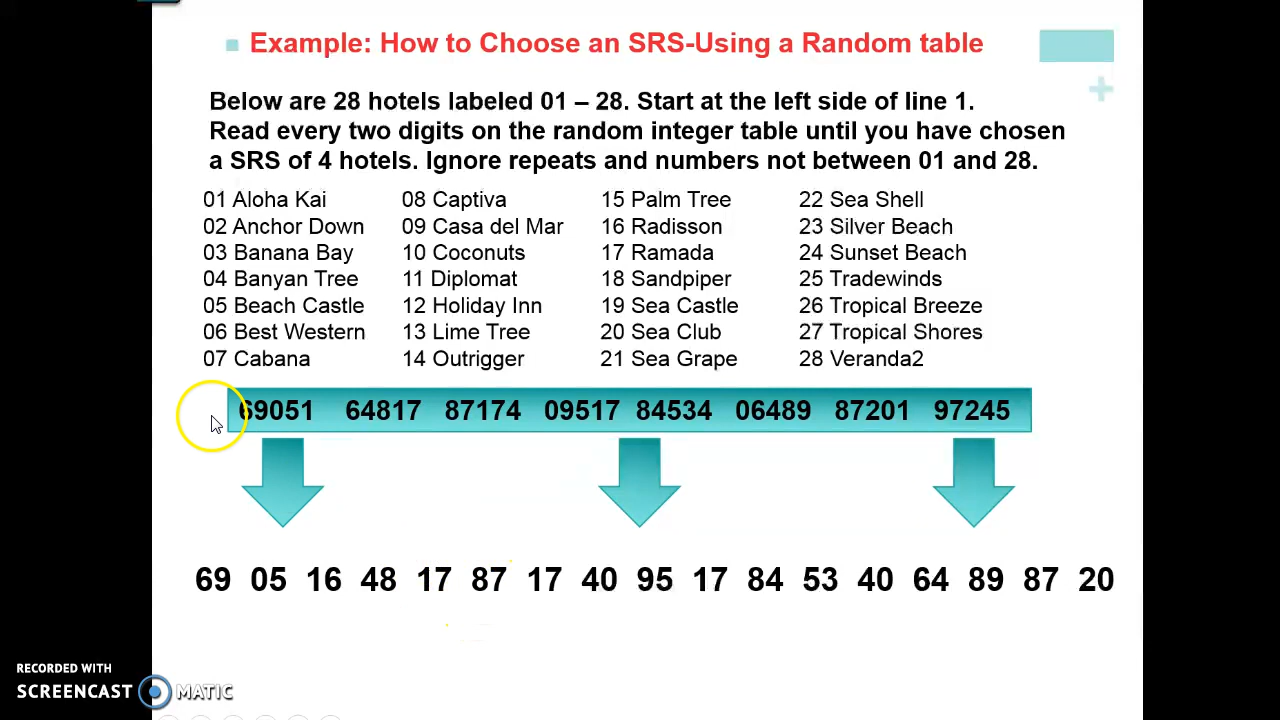 Example: How to Choose an SRS-Using a Random table
Below are 28 hotels labeled 01 – 28. Start at the left side of line 1.
Read every two digits on the random integer table until you have chosen
a SRS of 4 hotels. Ignore repeats and numbers not between 01 and 28.
01 Aloha Kai 08 Captiva 15 Palm Tree 22 Sea Shell
02 Anchor Down 09 Casa del Mar 16 Radisson 23 Silver Beach
03 Banana Bay 10 Coconuts 17 Ramada 24 Sunset Beach
04 Banyan Tree 11 Diplomat 18 Sandpiper 25 Tradewinds
05 Beach Castle 12 Holiday Inn 19 Sea Castle 26 Tropical Breeze
06 Best Western 13 Lime Tree 20 Sea Club 27 Tropical Shores
07 Cabana 14 Outrigger 21 Sea Grape 28 Veranda2
69051 64817 87174 09517 84534 06489 87201 97245
69 05 16 48 17 87 17 40 95 17 84 53 40 64 89 87 20
RECORDED WITH
SCREENCAST MATIC